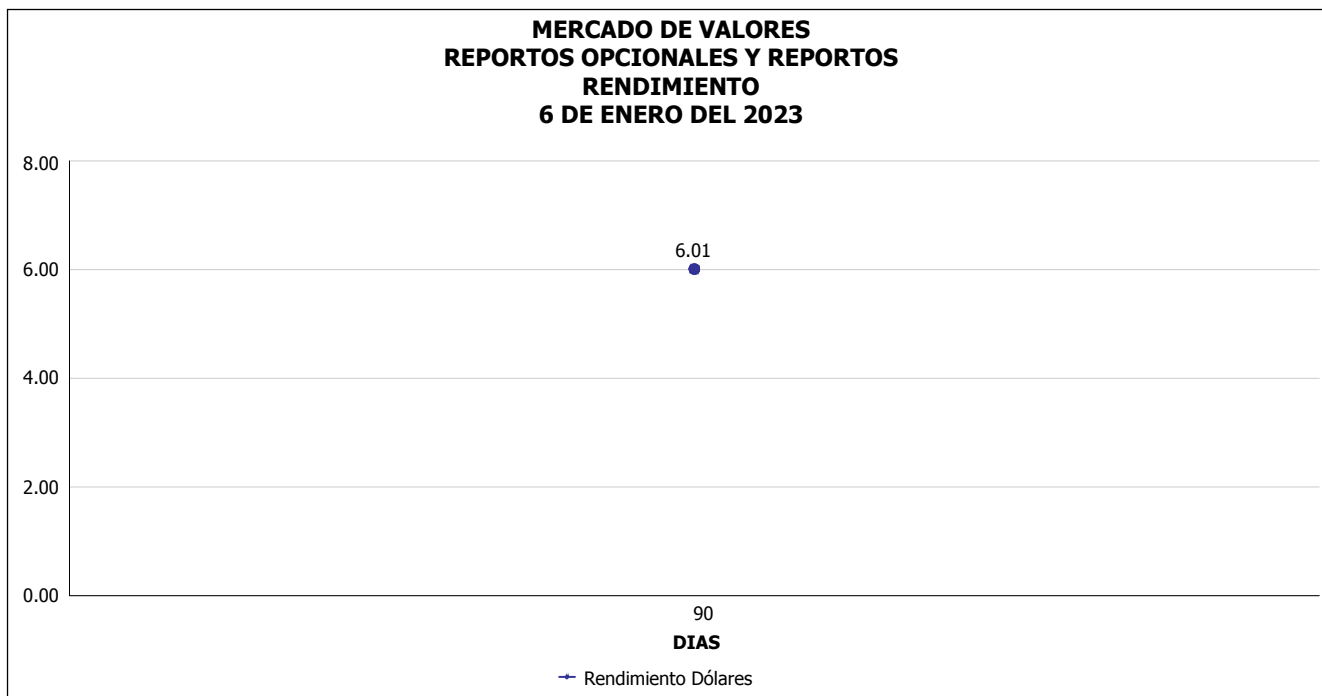 MERCADO DE VALORES
REPORTOS OPCIONALES Y REPORTOS
RENDIMIENTO
6 DE ENERO DEL 2023
8.00
6.01
6.00
4.00
2.00
0.00
90
DIAS
Rendimiento Dólares